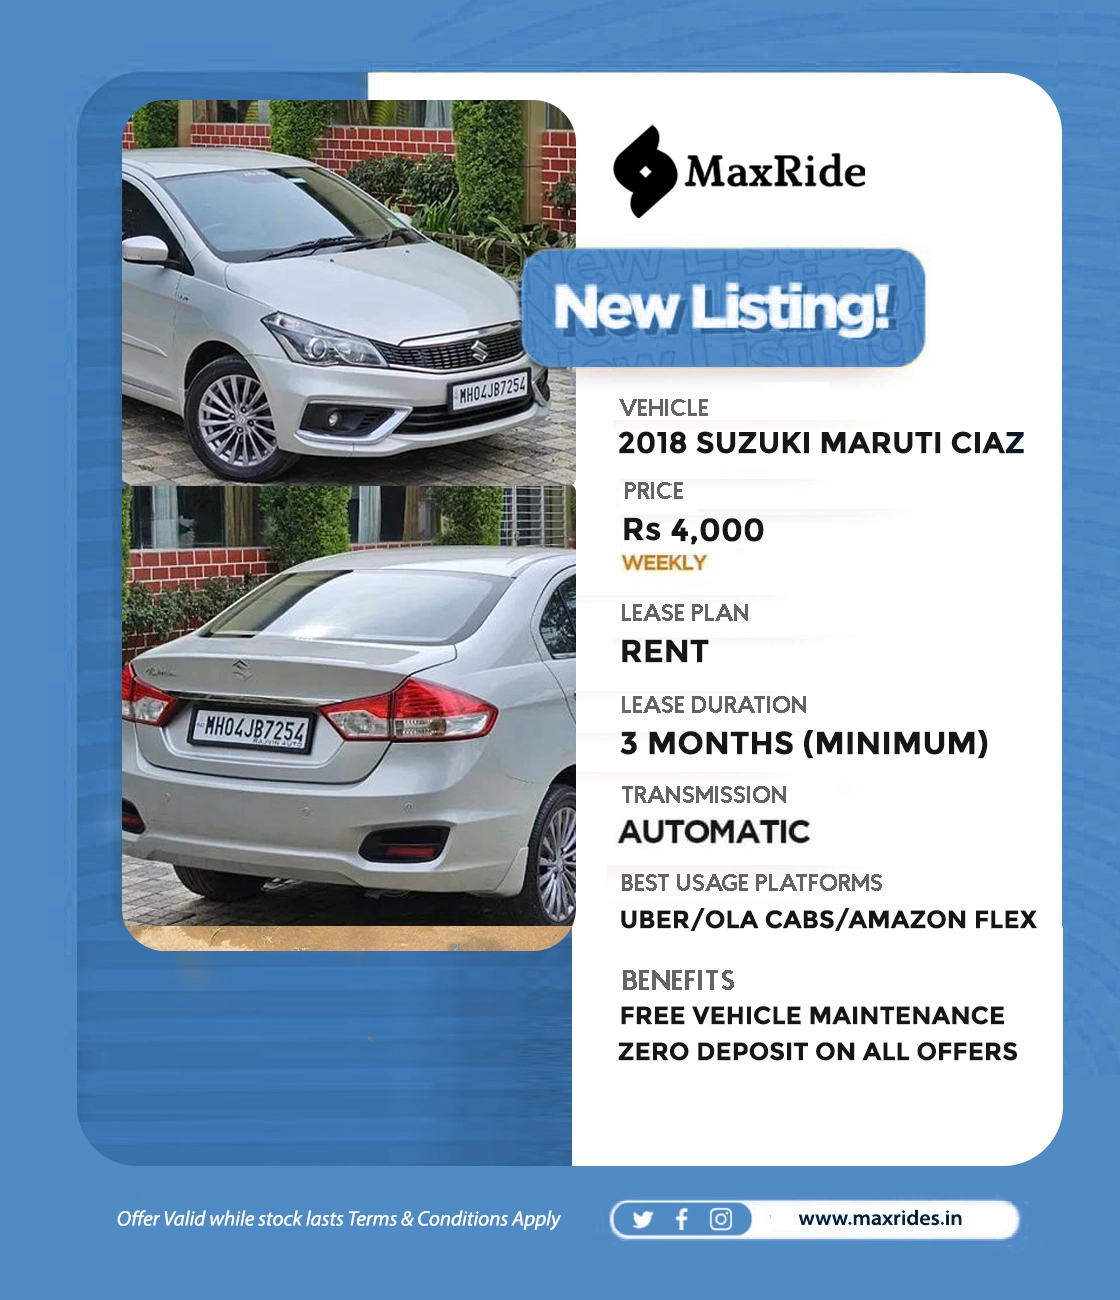 MaxRide
New Listing!
VEHICLE
2018 SUZUKI MARUTI CIAZ
PRICE
Rs 4,000
WEEKLY
LEASE PLAN
RENT
LEASE DURATION
3 MONTHS (MINIMUM)
TRANSMISSION
AUTOMATIC
BEST USAGE PLATFORMS
UBER/OLA CABS/AMAZON FLEX
BENEFITS
FREE VEHICLE MAINTENANCE
ZERO DEPOSIT ON ALL OFFERS
MH04JB7254
MH04JB7254
RAJVIN AUTO
Offer Valid while stock lasts Terms & Conditions Apply
www.maxrides.in